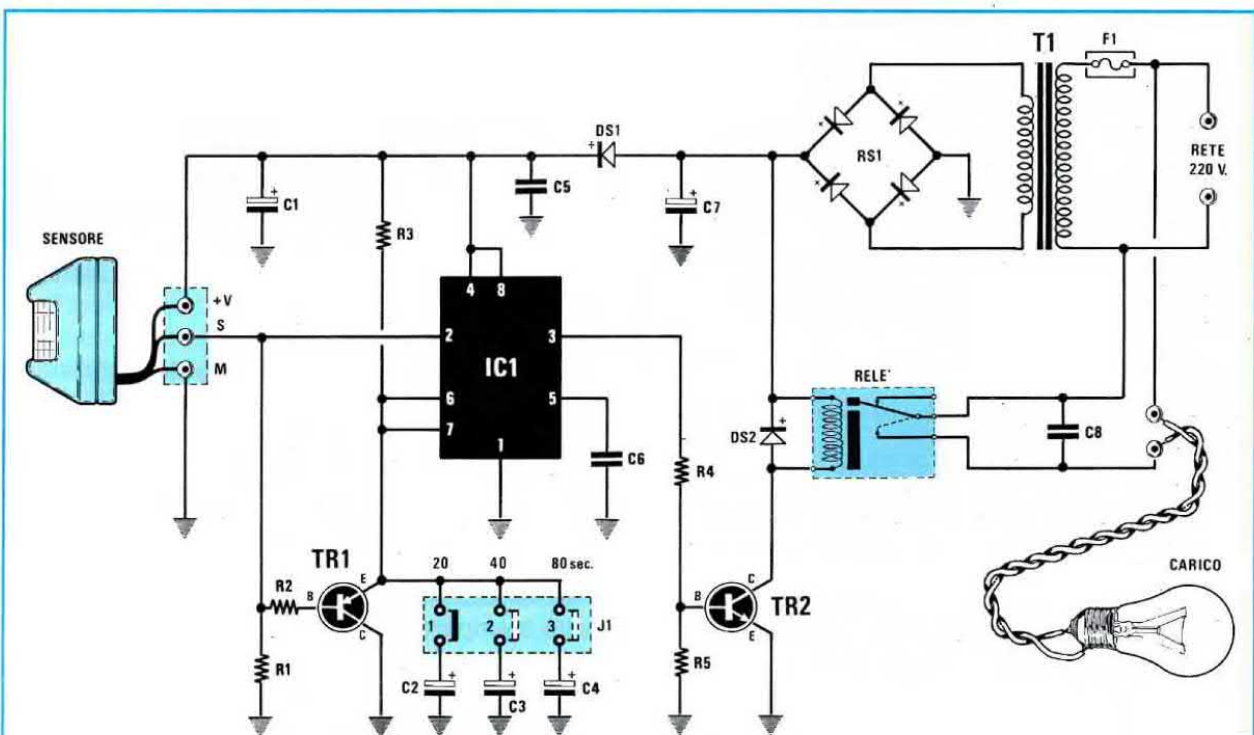 T1
F1
RETE
220 V.
RS1
DS1
C1
C5
C7
R3
SENSORE
+V
S
M
4 8
2 3
IC1
6 5
7
1
C6
R4
RELE'
DS2
C8
TR1
20 40 80 sec.
R2
B E C
1 2 3 J1
R1
C2 C3 C4
R5
B C E
TR2
CARICO